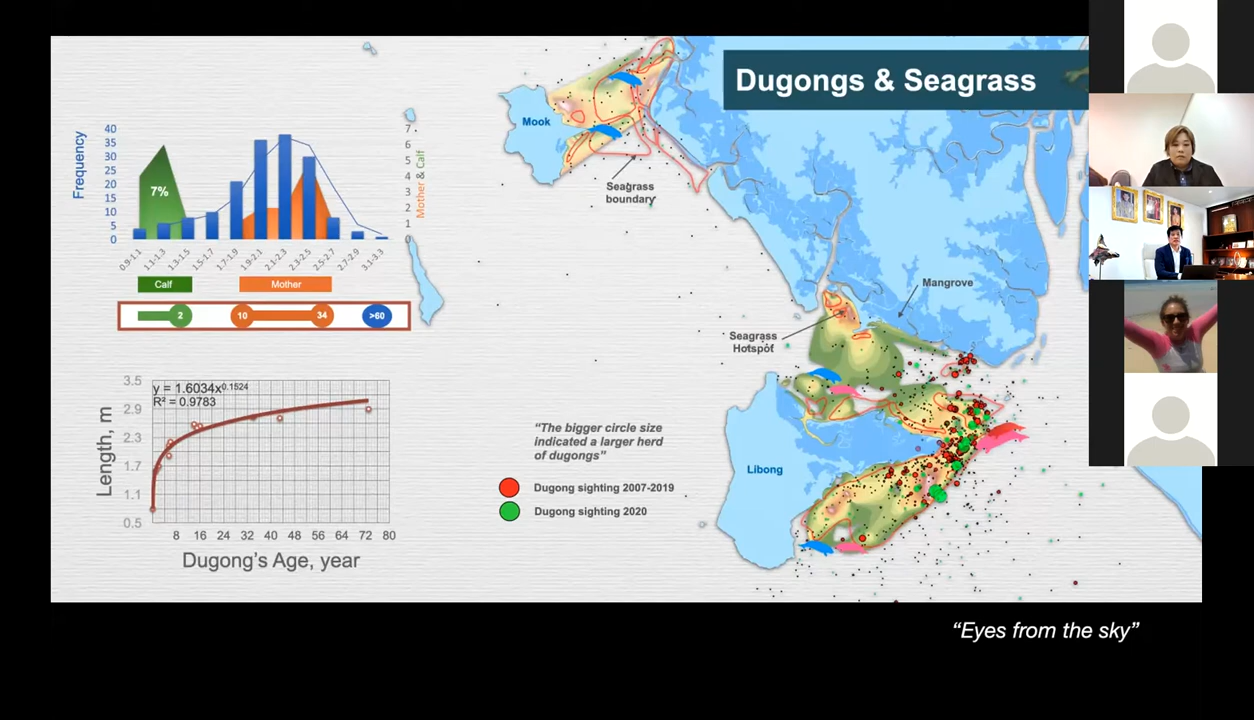 Dugongs & Seagrass
Frequency
40
35
30
25
20
15
10
5
0
7%
7
6
5
4
3
2
1
0
Mother & Calf
0.9-1.1
1.1-1.3
1.3-1.5
1.5-1.7
1.7-1.9
1.9-2.1
2.1-2.3
2.3-2.5
2.5-2.7
2.7-2.9
3.1-3.3
Calf
Mother
2
10
34
>60
Length, m
3.5
2.9
2.3
1.7
1.1
0.5
y = 1.6034x^0.1524
R² = 0.9783
8 16 24 32 40 48 56 64 72 80
Dugong's Age, year
Mook
Seagrass
boundary
Mangrove
Seagrass
Hotspot
Libong
“The bigger circle size
indicated a larger herd
of dugongs”
Dugong sighting 2007-2019
Dugong sighting 2020
“Eyes from the sky”